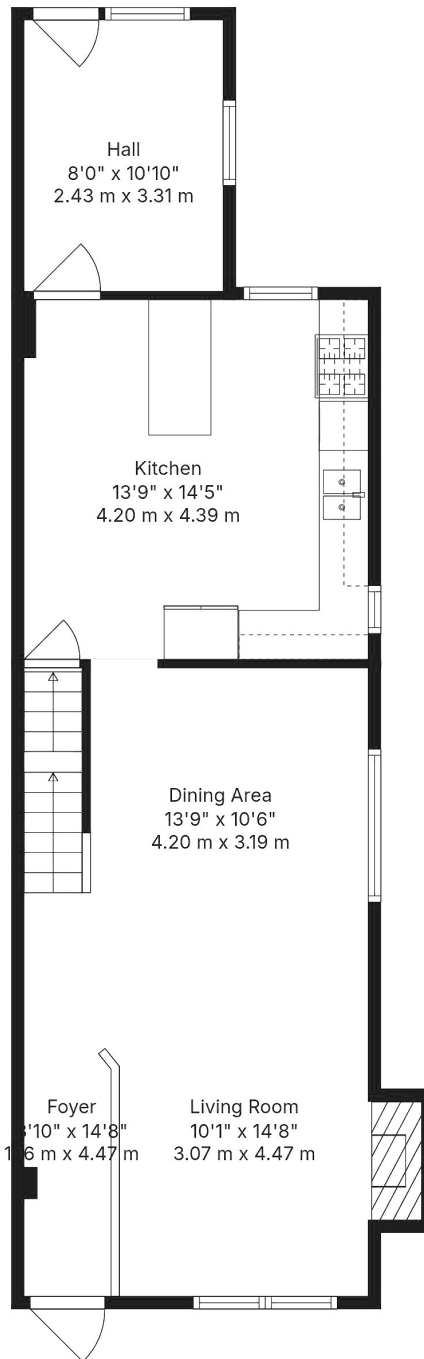 Hall
8'0" x 10'10"
2.43 m x 3.31 m
Kitchen
13'9" x 14'5"
4.20 m x 4.39 m
Dining Area
13'9" x 10'6"
4.20 m x 3.19 m
Foyer
x 14'8"
m x 4.47 m
Living Room
10'1" x 14'8"
3.07 m x 4.47 m